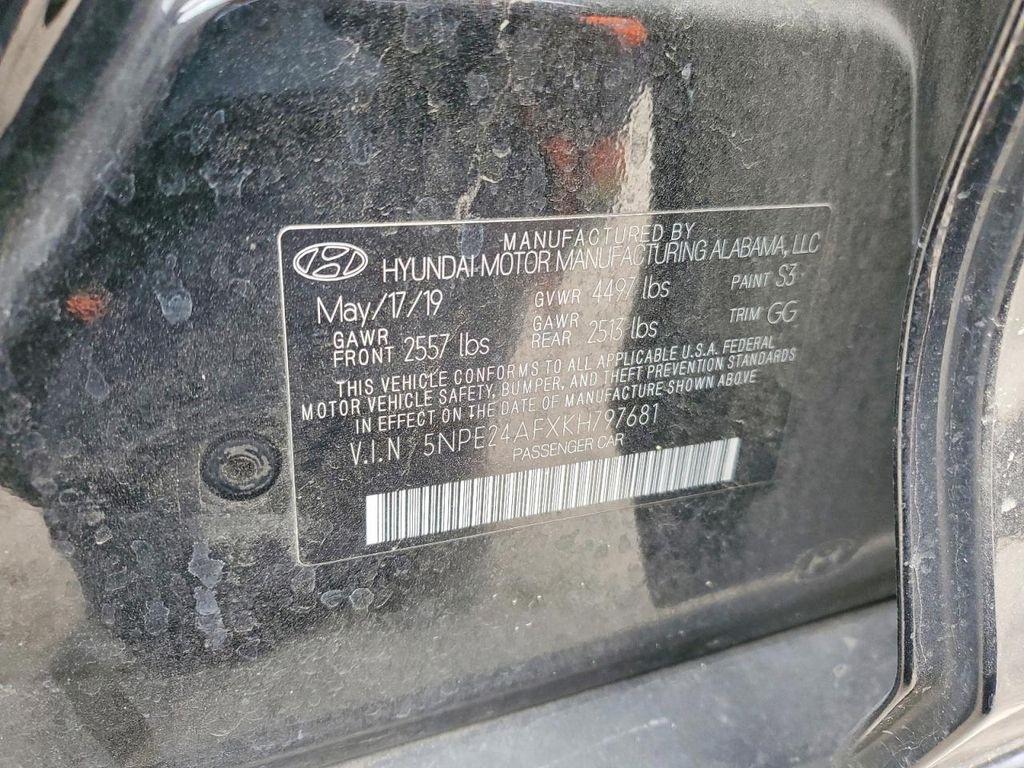 MANUFACTURED BY
HYUNDAI MOTOR MANUFACTURING ALABAMA, LLC
May/17/19 GVWR 4497 lbs PAINT S3
GAWR FRONT 2557 lbs GAWR REAR 2513 lbs TRIM GG
THIS VEHICLE CONFORMS TO ALL APPLICABLE U.S.A. FEDERAL
MOTOR VEHICLE SAFETY, BUMPER, AND THEFT PREVENTION STANDARDS
IN EFFECT ON THE DATE OF MANUFACTURE SHOWN ABOVE
V.I.N / 5NPE24AFXKH797681
PASSENGER CAR